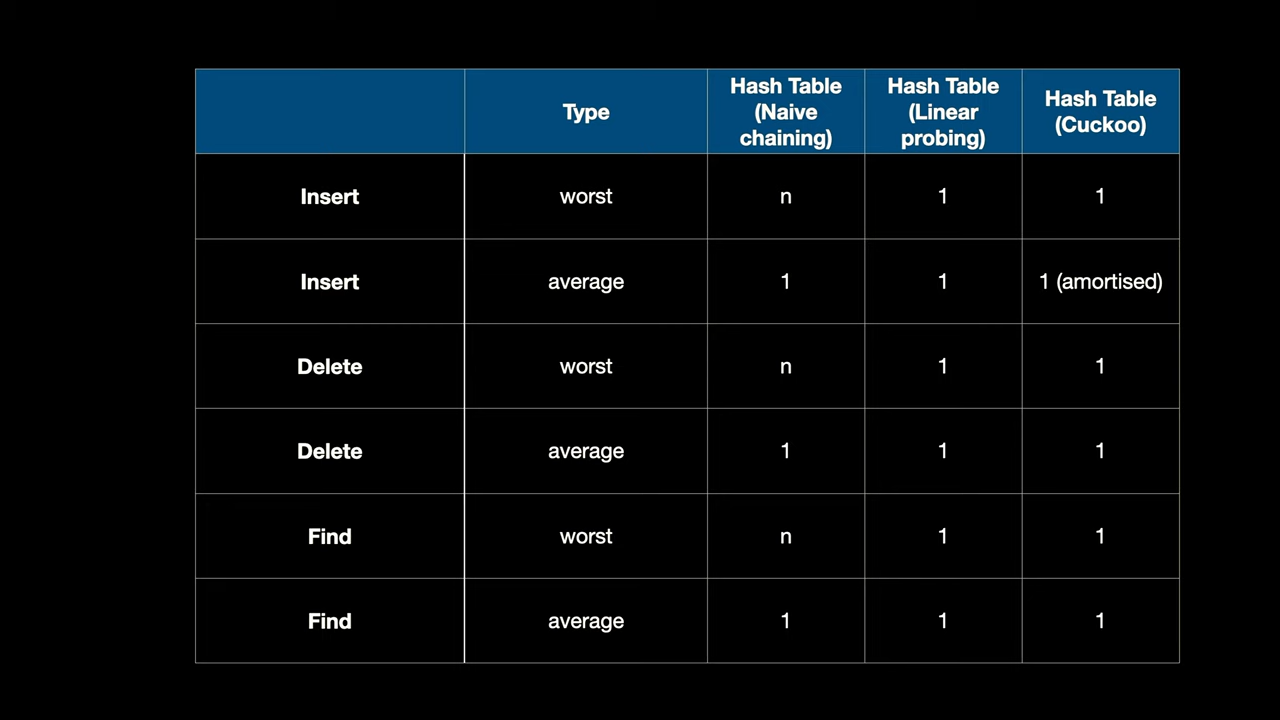 Type Hash Table (Naive chaining) Hash Table (Linear probing) Hash Table (Cuckoo)
Insert worst n 1 1
Insert average 1 1 1 (amortised)
Delete worst n 1 1
Delete average 1 1 1
Find worst n 1 1
Find average 1 1 1